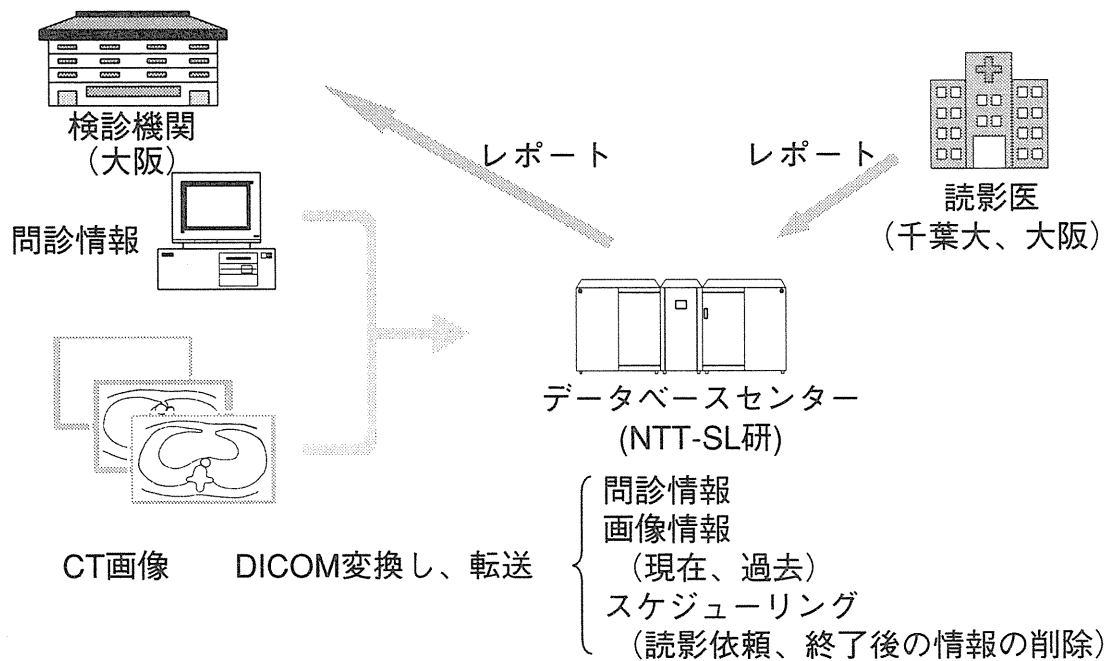 検診機関
（大阪）
問診情報
レポート
レポート
読影医
（千葉大、大阪）
データベースセンター
(NTT-SL研)
問診情報
画像情報
（現在、過去）
スケジューリング
（読影依頼、終了後の情報の削除）
CT画像
DICOM変換し、転送